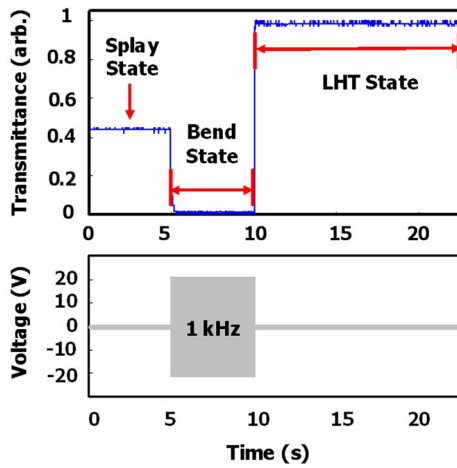 Transmittance (arb.)
1
0.8
0.6
0.4
0.2
0
Splay
State
Bend
State
LHT State
0 5 10 15 20
Voltage (V)
20
10
0
-10
-20
1 kHz
0 5 10 15 20
Time (s)